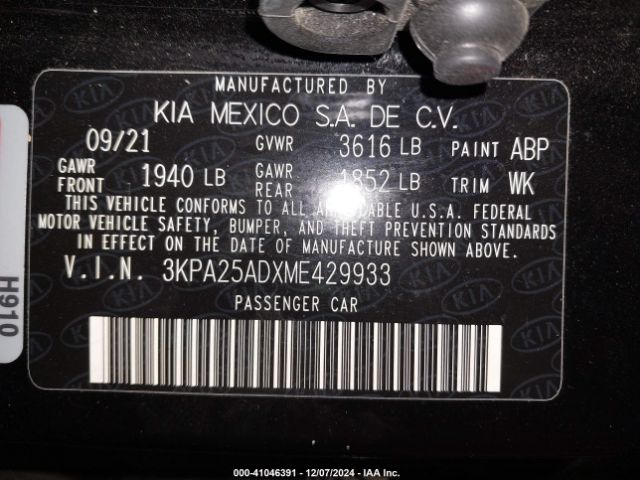 MANUFACTURED BY
KIA MEXICO S.A. DE C.V.
09/21 GVWR 3616 LB PAINT ABP
GAWR FRONT 1940 LB GAWR REAR 1852 LB TRIM WK
THIS VEHICLE CONFORMS TO ALL APPLICABLE U.S.A. FEDERAL
MOTOR VEHICLE SAFETY, BUMPER, AND THEFT PREVENTION STANDARDS
IN EFFECT ON THE DATE OF MANUFACTURE SHOWN ABOVE.
V.I.N. 3KPA25ADXME429933
PASSENGER CAR
H910
000-41046391 - 12/07/2024 - IAA Inc.